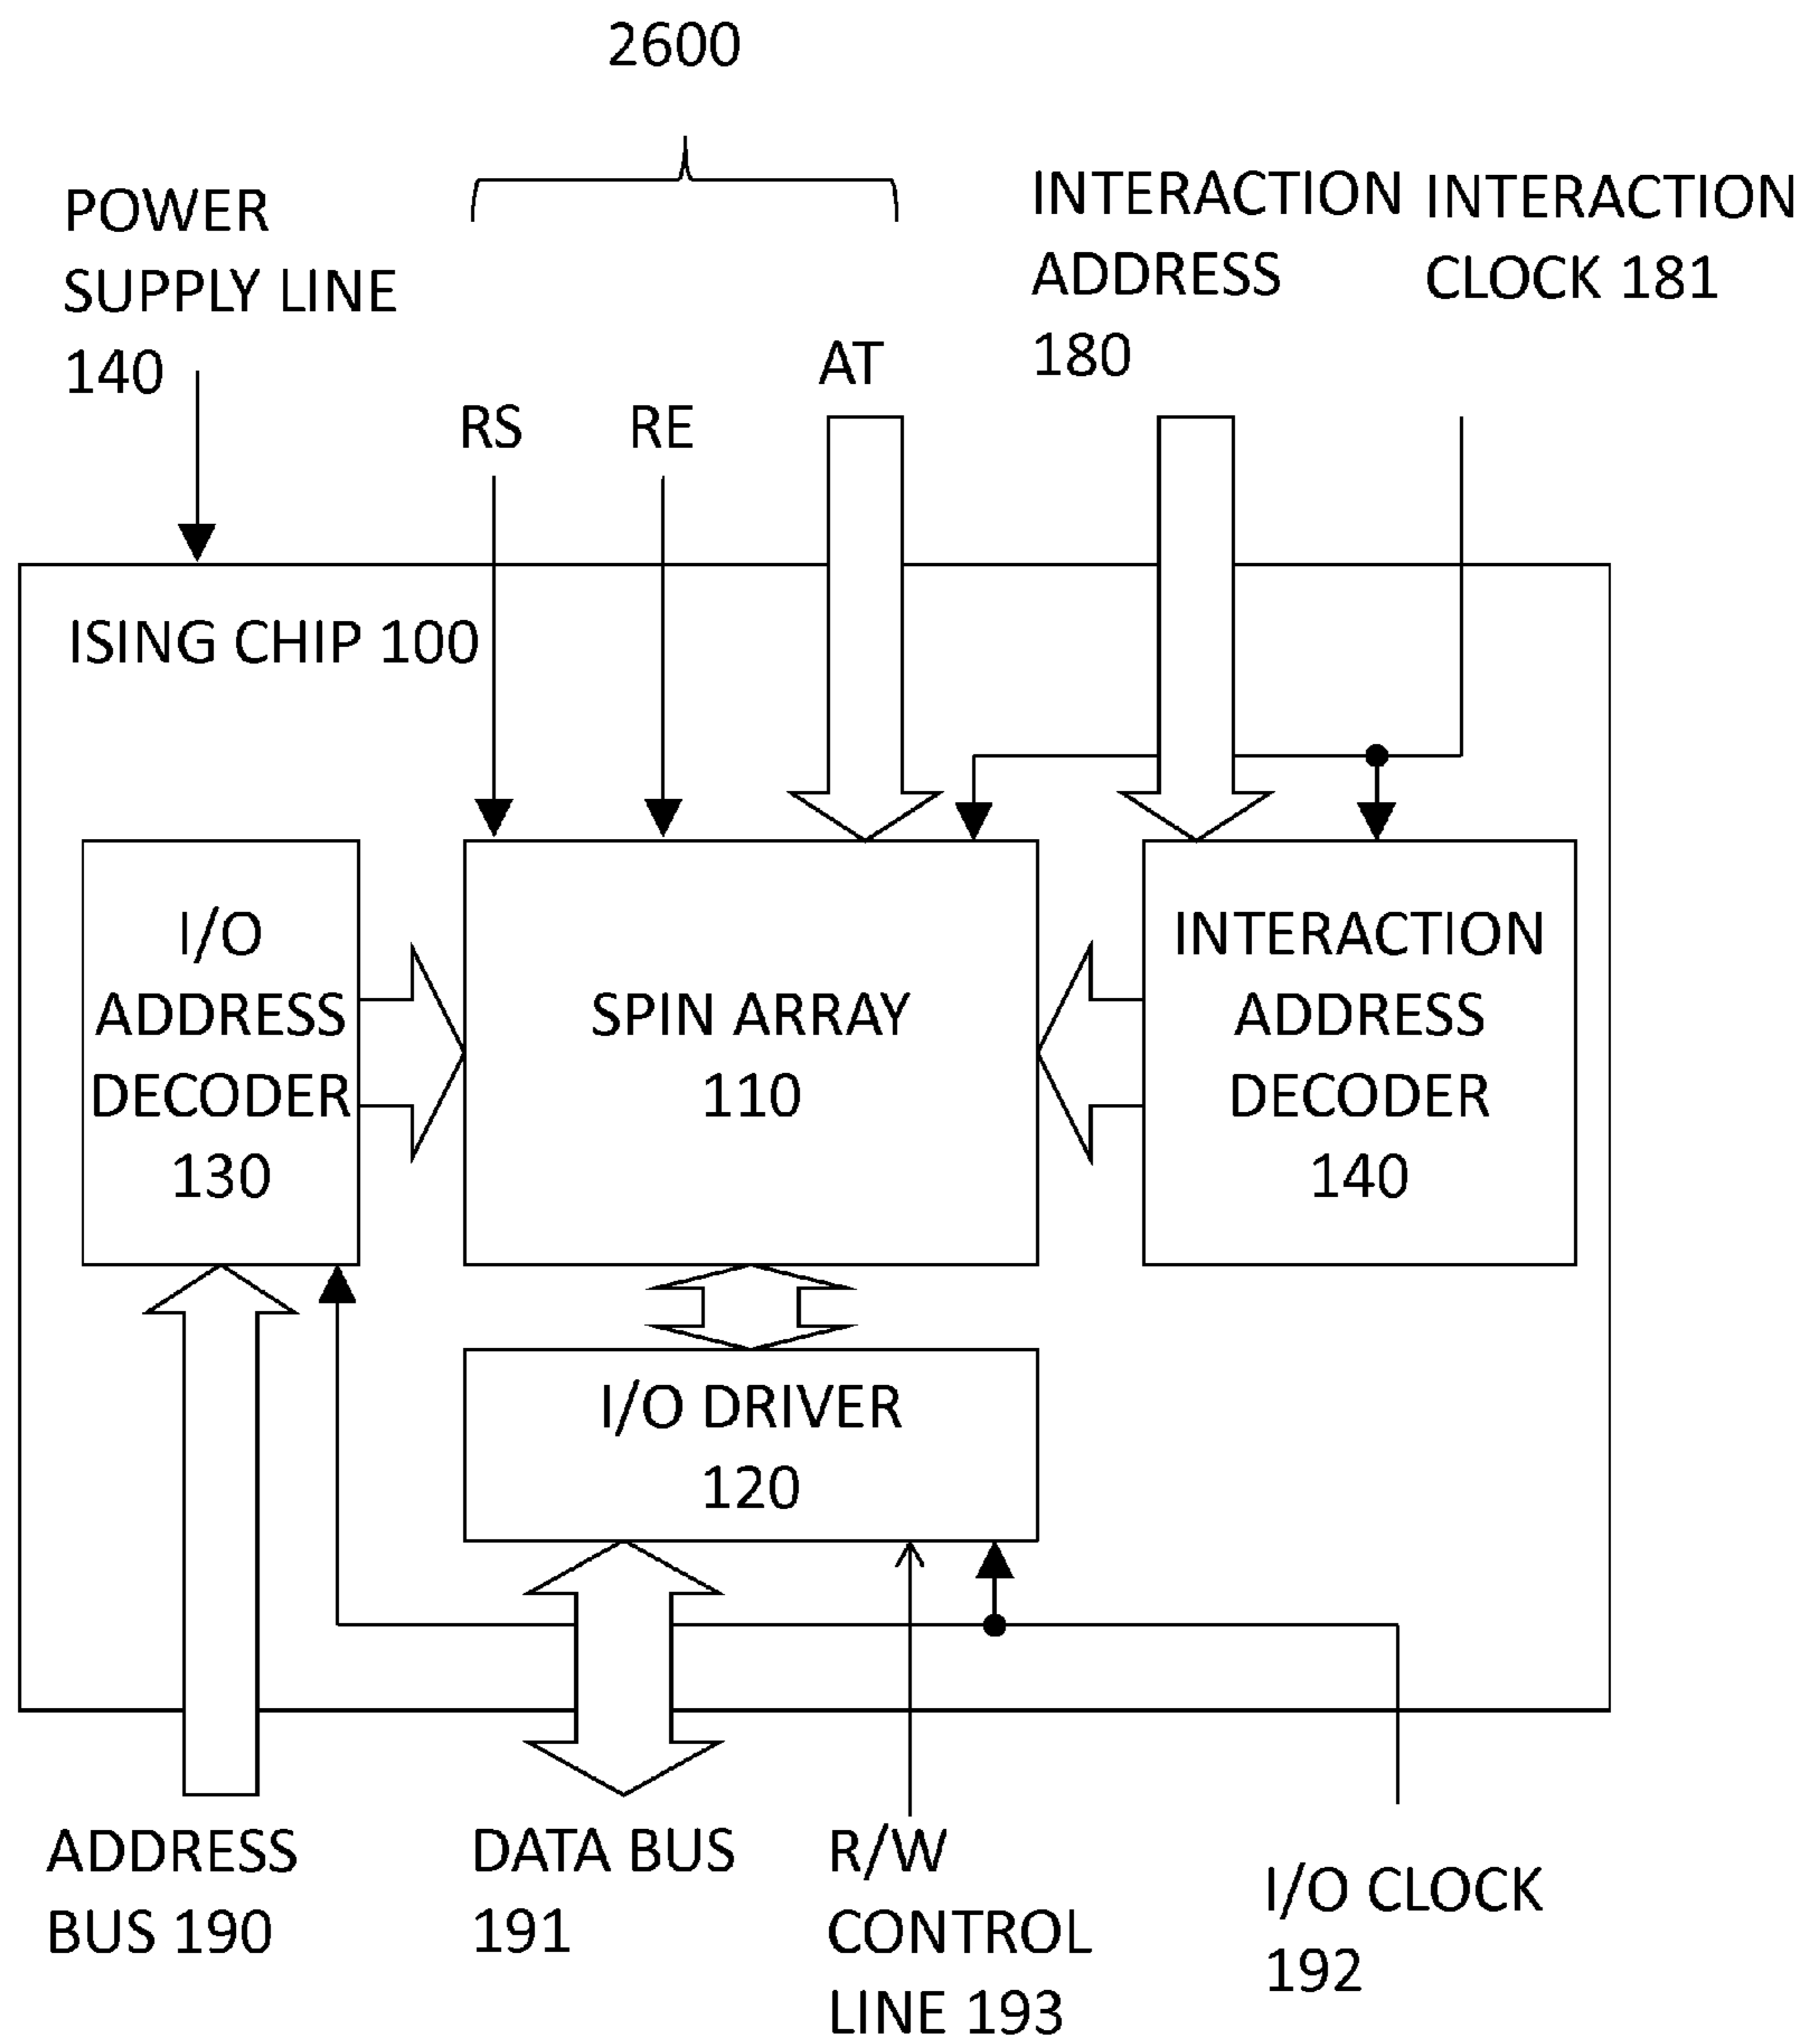 2600
POWER
SUPPLY LINE
140
RS
RE
AT
INTERACTION
ADDRESS
180
INTERACTION
CLOCK 181
ISING CHIP 100
I/O
ADDRESS
DECODER
130
SPIN ARRAY
110
INTERACTION
ADDRESS
DECODER
140
I/O DRIVER
120
ADDRESS
BUS 190
DATA BUS
191
R/W
CONTROL
LINE 193
I/O CLOCK
192